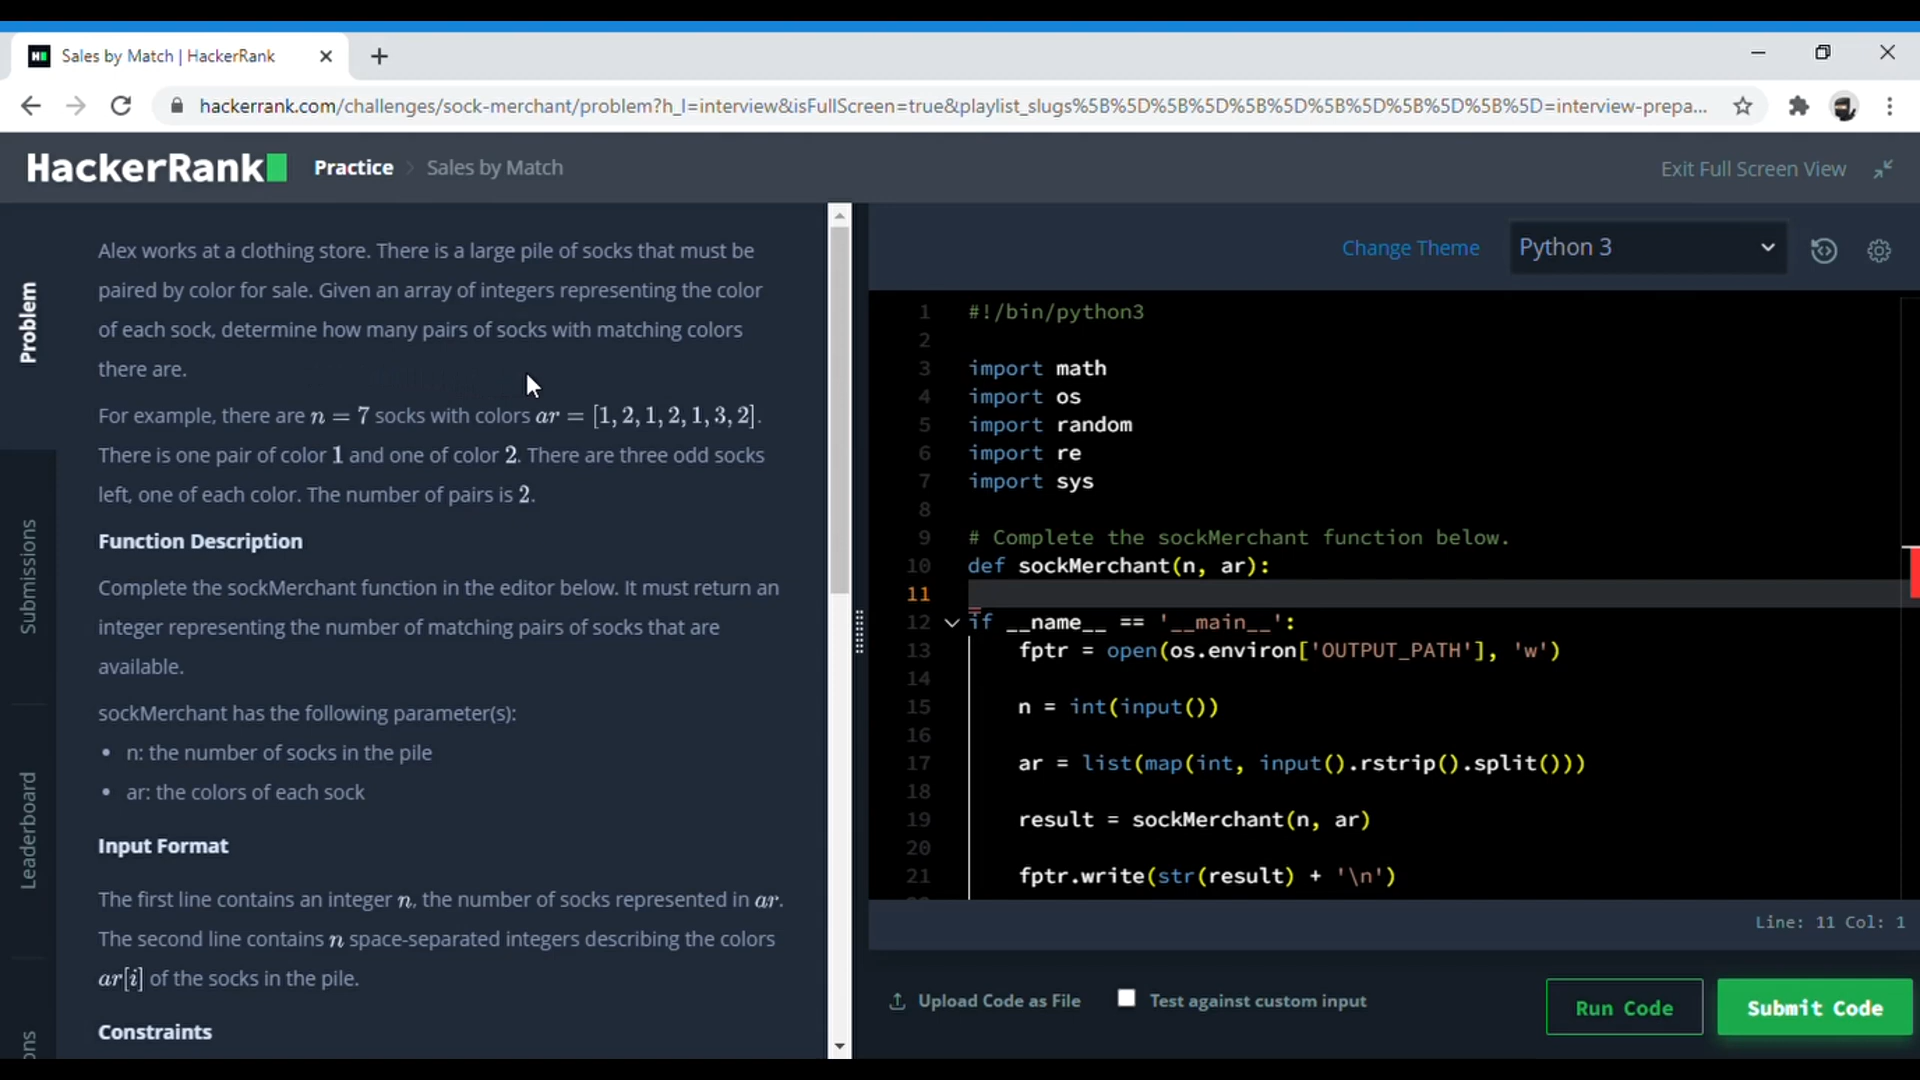 Sales by Match | HackerRank
hackerrank.com/challenges/sock-merchant/problem?h_l=interview&isFullScreen=true&playlist_slugs%5B%5D%5B%5D%5B%5D%5B%5D%5B%5D%5B%5D%5B%5D=interview-prepa...
HackerRank Practice Sales by Match Exit Full Screen View
Problem
Submissions
Leaderboard
ons
Alex works at a clothing store. There is a large pile of socks that must be
paired by color for sale. Given an array of integers representing the color
of each sock, determine how many pairs of socks with matching colors
there are.
For example, there are n = 7 socks with colors ar = [1, 2, 1, 2, 1, 3, 2].
There is one pair of color 1 and one of color 2. There are three odd socks
left, one of each color. The number of pairs is 2.
Function Description
Complete the sockMerchant function in the editor below. It must return an
integer representing the number of matching pairs of socks that are
available.
sockMerchant has the following parameter(s):
• n: the number of socks in the pile
• ar: the colors of each sock
Input Format
The first line contains an integer n, the number of socks represented in ar.
The second line contains n space-separated integers describing the colors
ar[i] of the socks in the pile.
Constraints
Change Theme Python 3
1 #!/bin/python3
2
3 import math
4 import os
5 import random
6 import re
7 import sys
8
9 # Complete the sockMerchant function below.
10 def sockMerchant(n, ar):
11
12 if __name__ == '__main__':
13 fptr = open(os.environ['OUTPUT_PATH'], 'w')
14
15 n = int(input())
16
17 ar = list(map(int, input().rstrip().split()))
18
19 result = sockMerchant(n, ar)
20
21 fptr.write(str(result) + '\n')
Line: 11 Col: 1
Upload Code as File Test against custom input Run Code Submit Code